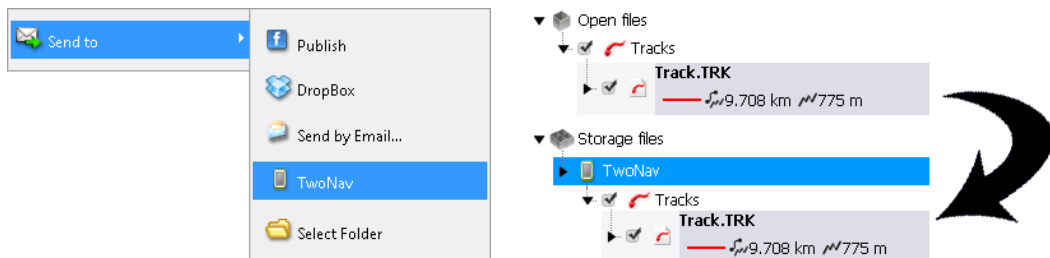 Send to
Publish
DropBox
Send by Email...
TwoNav
Select Folder
Open files
Tracks
Track.TRK
9.708 km 775 m
Storage files
TwoNav
Tracks
Track.TRK
9.708 km 775 m